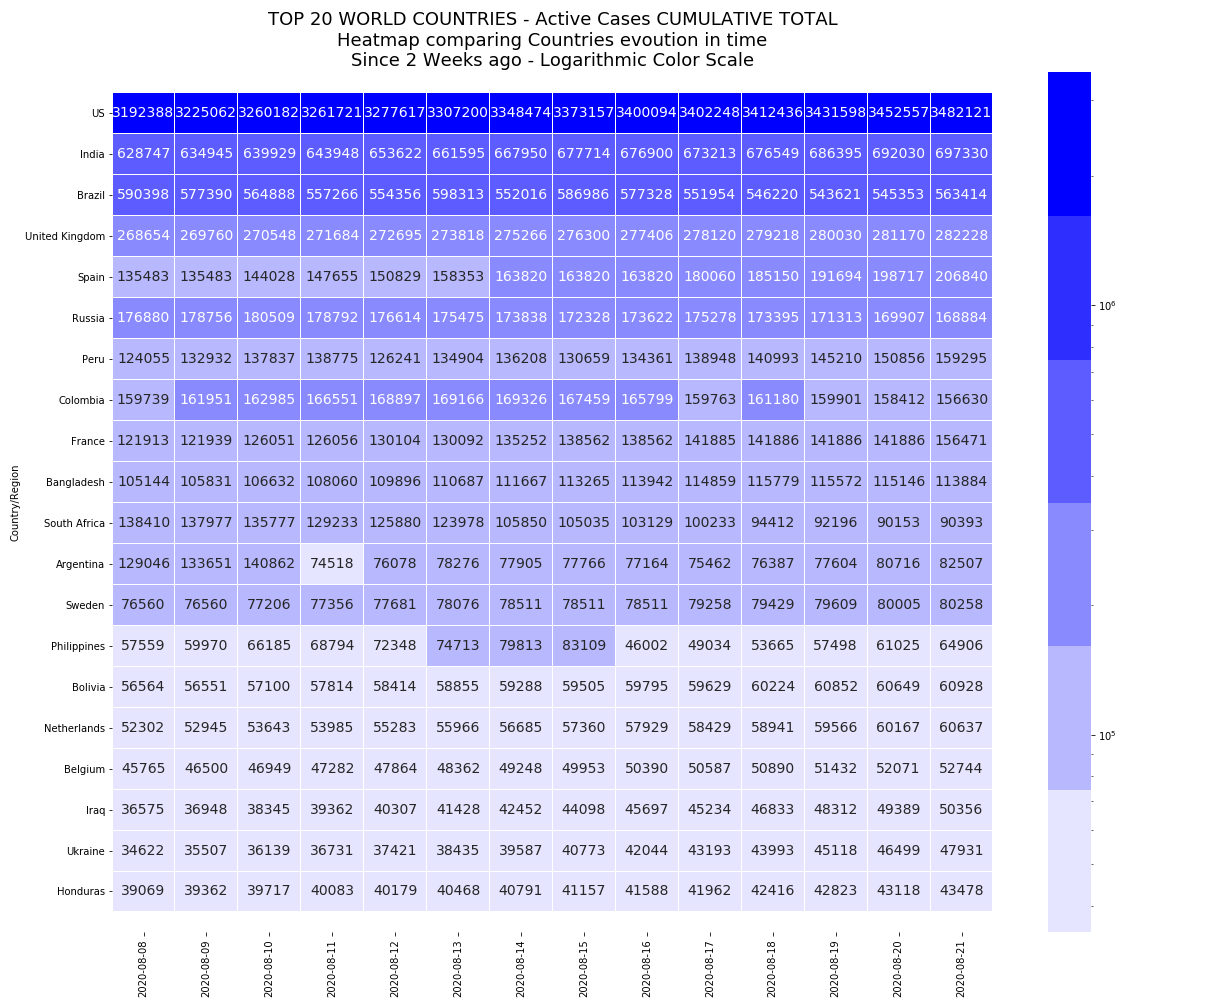 TOP 20 WORLD COUNTRIES - Active Cases CUMULATIVE TOTAL
Heatmap comparing Countries evoution in time
Since 2 Weeks ago - Logarithmic Color Scale
US 3192388 3225062 3260182 3261721 3277617 3307200 3348474 3373157 3400094 3402248 3412436 3431598 3452557 3482121
India 628747 634945 639929 643948 653622 661595 667950 677714 676900 673213 676549 686395 692030 697330
Brazil 590398 577390 564888 557266 554356 598313 552016 586986 577328 551954 546220 543621 545353 563414
United Kingdom 268654 269760 270548 271684 272695 273818 275266 276300 277406 278120 279218 280030 281170 282228
Spain 135483 135483 144028 147655 150829 158353 163820 163820 163820 180060 185150 191694 198717 206840
Russia 176880 178756 180509 178792 176614 175475 173838 172328 173622 175278 173395 171313 169907 168884
Peru 124055 132932 137837 138775 126241 134904 136208 130659 134361 138948 140993 145210 150856 159295
Colombia 159739 161951 162985 166551 168897 169166 169326 167459 165799 159763 161180 159901 158412 156630
France 121913 121939 126051 126056 130104 130092 135252 138562 138562 141885 141886 141886 141886 156471
Bangladesh 105144 105831 106632 108060 109896 110687 111667 113265 113942 114859 115779 115572 115146 113884
South Africa 138410 137977 135777 129233 125880 123978 105850 105035 103129 100233 94412 92196 90153 90393
Argentina 129046 133651 140862 74518 76078 78276 77905 77766 77164 75462 76387 77604 80716 82507
Sweden 76560 76560 77206 77356 77681 78076 78511 78511 78511 79258 79429 79609 80005 80258
Philippines 57559 59970 66185 68794 72348 74713 79813 83109 46002 49034 53665 57498 61025 64906
Bolivia 56564 56551 57100 57814 58414 58855 59288 59505 59795 59629 60224 60852 60649 60928
Netherlands 52302 52945 53643 53985 55283 55966 56685 57360 57929 58429 58941 59566 60167 60637
Belgium 45765 46500 46949 47282 47864 48362 49248 49953 50390 50587 50890 51432 52071 52744
Iraq 36575 36948 38345 39362 40307 41428 42452 44098 45697 45234 46833 48312 49389 50356
Ukraine 34622 35507 36139 36731 37421 38435 39587 40773 42044 43193 43993 45118 46499 47931
Honduras 39069 39362 39717 40083 40179 40468 40791 41157 41588 41962 42416 42823 43118 43478
2020-08-08 2020-08-09 2020-08-10 2020-08-11 2020-08-12 2020-08-13 2020-08-14 2020-08-15 2020-08-16 2020-08-17 2020-08-18 2020-08-19 2020-08-20 2020-08-21
Country/Region
10⁶
10⁵